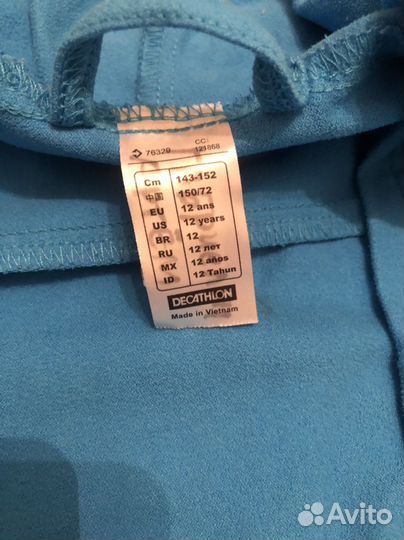 76329
CC:
121868
Cm 143-152
中国 150/72
EU 12 ans
US 12 years
BR 12
RU 12 лет
MX 12 años
ID 12 Tahun
DECATHLON
Made in Vietnam
Avito